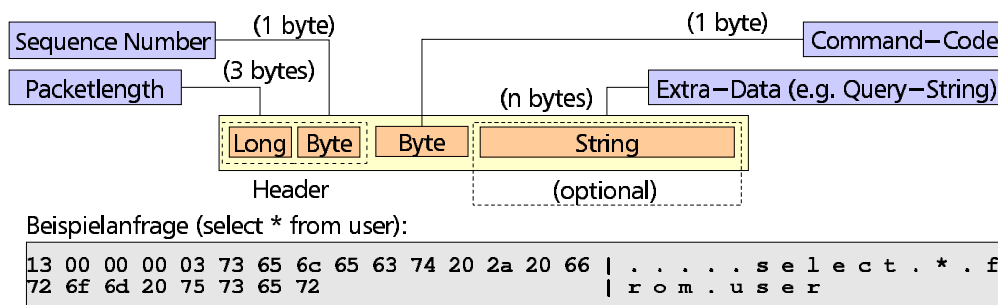 (1 byte)
(1 byte)
Sequence Number
Command-Code
(3 bytes)
Packetlength
(n bytes)
Extra-Data (e.g. Query-String)
Long Byte Byte String
Header
(optional)
Beispielanfrage (select * from user):
13 00 00 00 03 73 65 6c 65 63 74 20 2a 20 66 | . . . . . s e l e c t . * . f
72 6f 6d 20 75 73 65 72 | r o m . u s e r